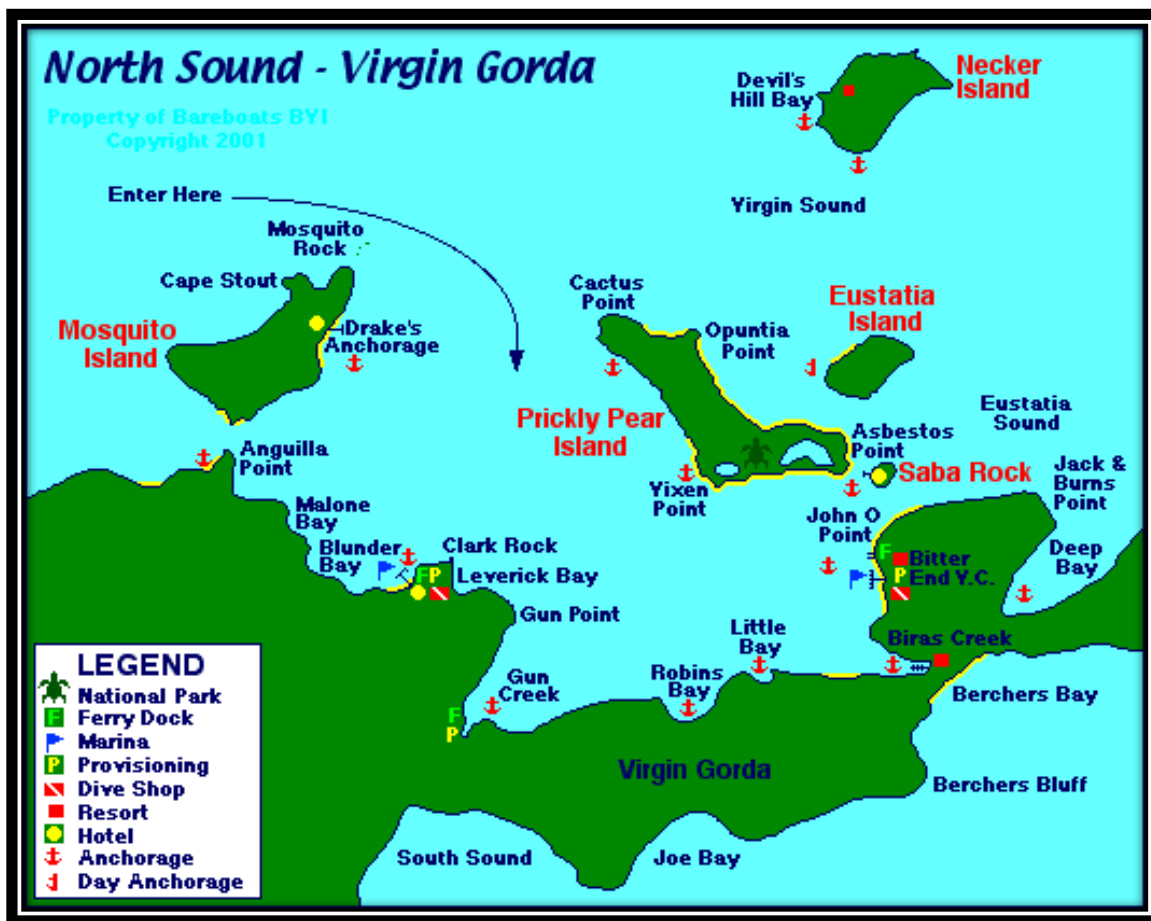 North Sound - Virgin Gorda
Property of Bareboats BVI
Copyright 2001
Enter Here
Devil's
Hill Bay
Necker
Island
Virgin Sound
Mosquito
Rock
Cape Stout
Mosquito
Island
Drake's
Anchorage
Cactus
Point
Opuntia
Point
Eustatia
Island
Prickly Pear
Island
Eustatia
Sound
Asbestos
Point
Saba Rock
Jack &
Burns
Point
Anguilla
Point
Vixen
Point
Malone
Bay
John O
Point
Blunder
Bay
Clark Rock
F
P
Leverick Bay
F
Bitter
P
End Y.C.
Deep
Bay
Gun Point
Little
Bay
Biras Creek
Robins
Bay
Gun
Creek
F
P
Berchers Bay
Virgin Gorda
Berchers Bluff
South Sound
Joe Bay
LEGEND
National Park
F Ferry Dock
Marina
P Provisioning
Dive Shop
Resort
Hotel
Anchorage
Day Anchorage